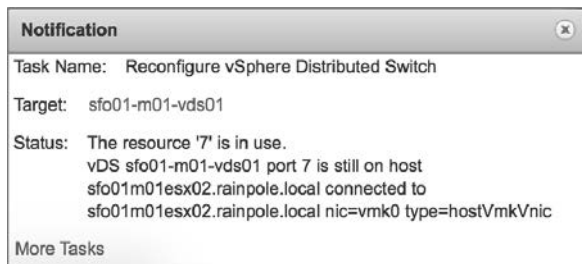 Notification
Task Name: Reconfigure vSphere Distributed Switch
Target: sfo01-m01-vds01
Status: The resource '7' is in use.
vDS sfo01-m01-vds01 port 7 is still on host
sfo01m01esx02.rainpole.local connected to
sfo01m01esx02.rainpole.local nic=vmk0 type=hostVmkVnic
More Tasks